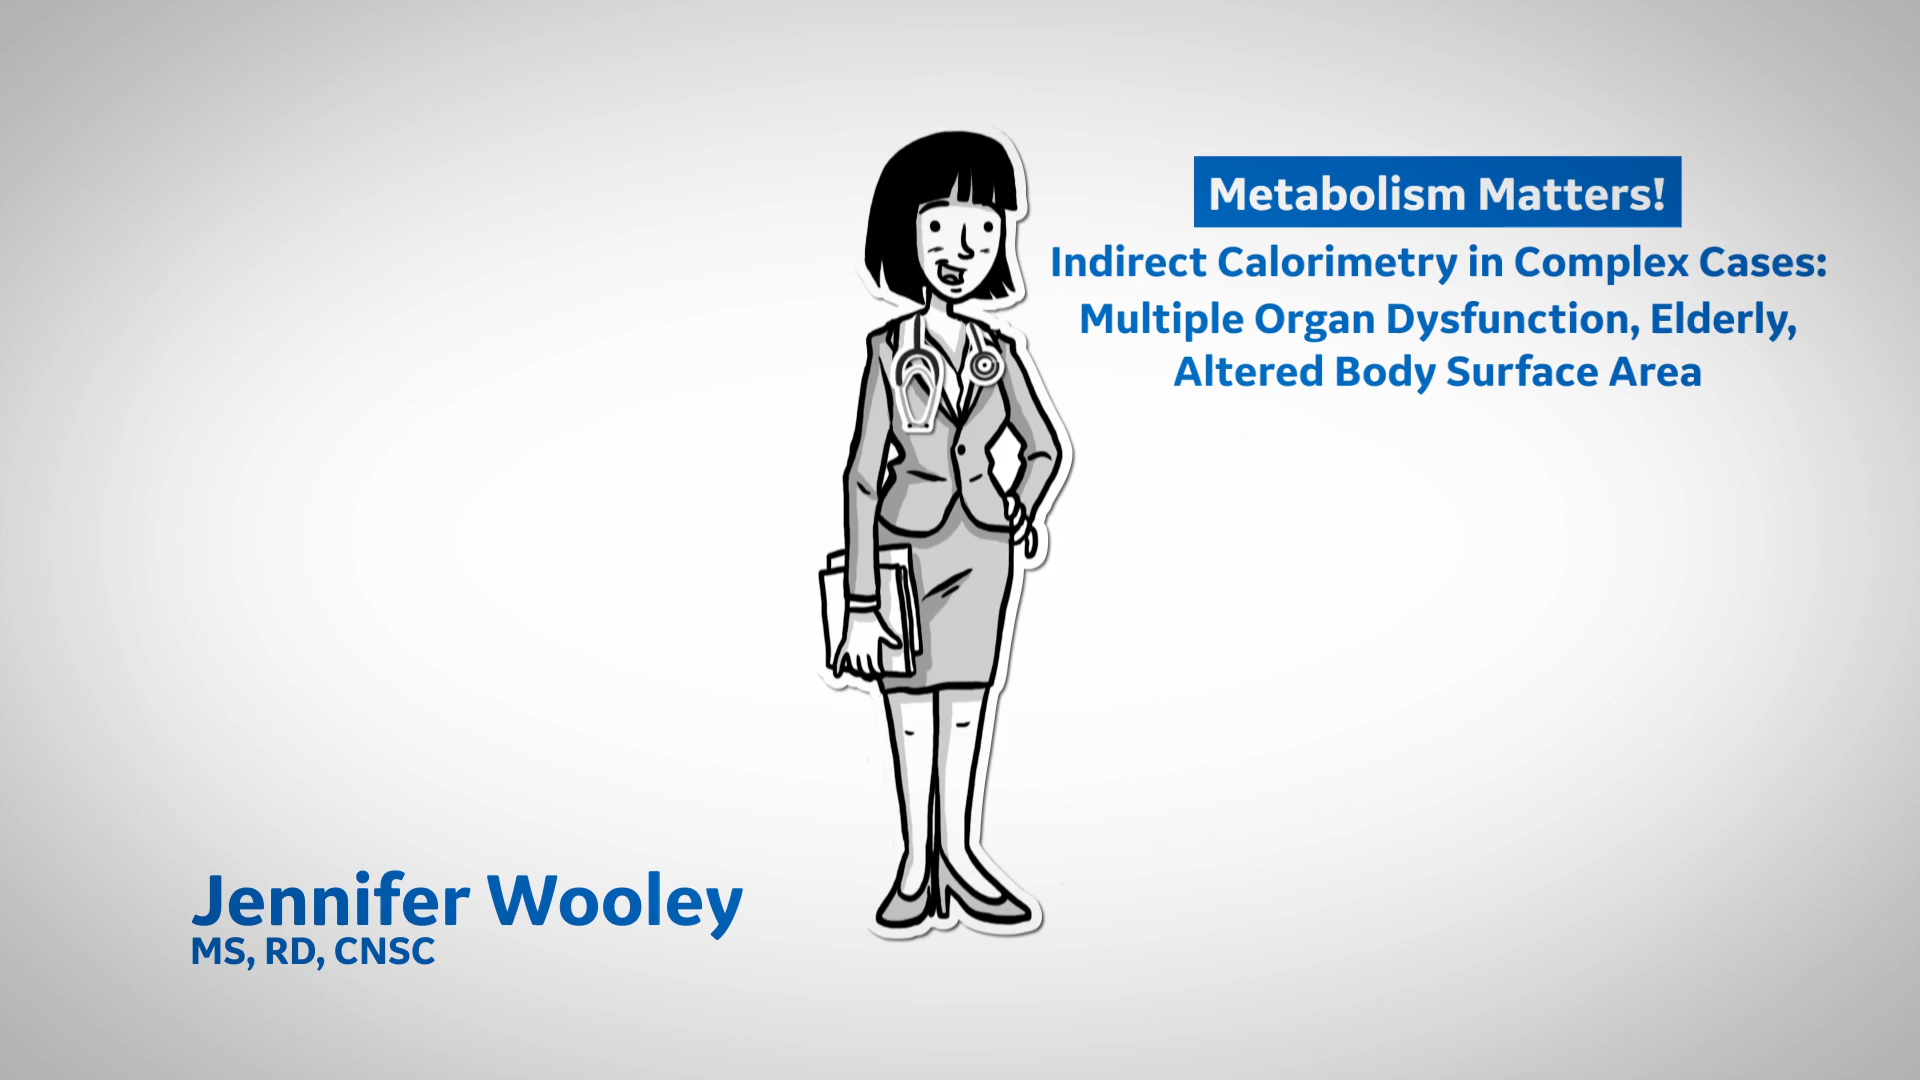 Metabolism Matters!
Indirect Calorimetry in Complex Cases:
Multiple Organ Dysfunction, Elderly,
Altered Body Surface Area
Jennifer Wooley
MS, RD, CNSC